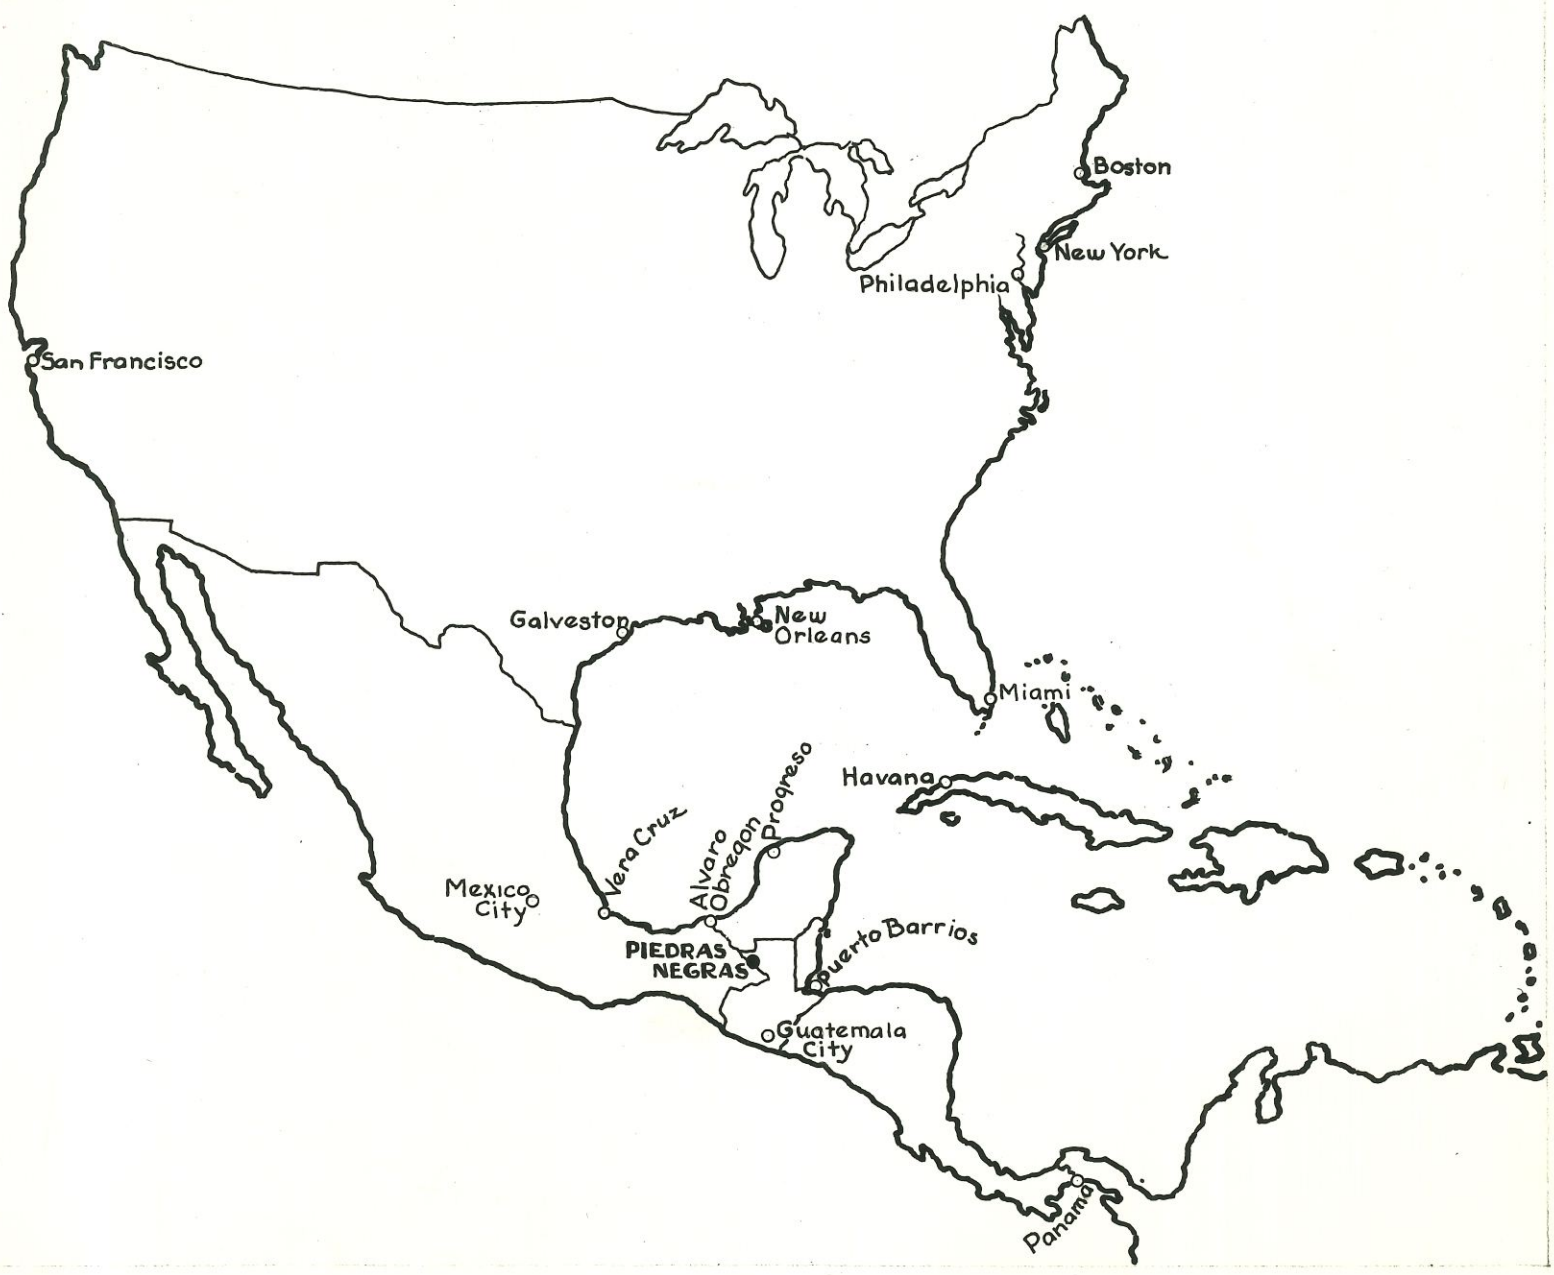 Boston
New York
Philadelphia
San Francisco
Galveston
New
Orleans
Miami
Havana
Progreso
Alvaro
Obregon
Vera Cruz
Mexico
City
PIEDRAS
NEGRAS
Puerto Barrios
Guatemala
City
Panama